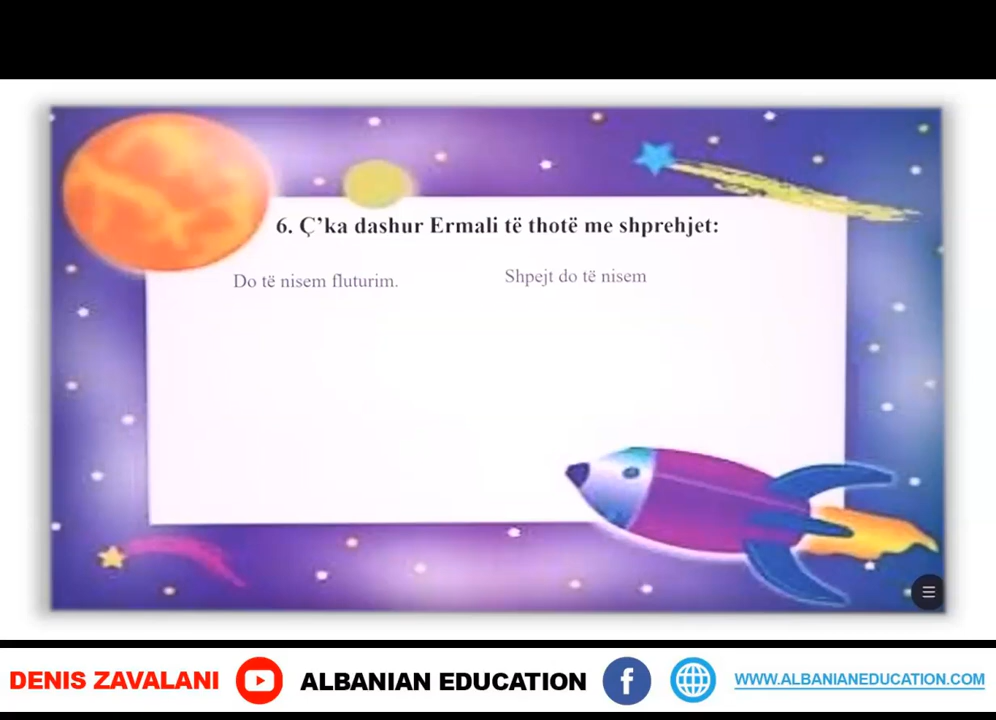 6. Ç’ka dashur Ermali të thotë me shprehjet:
Do të nisem fluturim.
Shpejt do të nisem
DENIS ZAVALANI
ALBANIAN EDUCATION
f
WWW.ALBANIANEDUCATION.COM